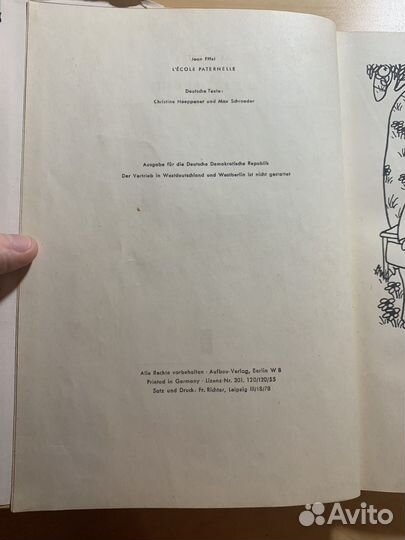 Jean Effel
L'ÉCOLE PATERNELLE
Deutsche Texte:
Christine Hoeppener und Max Schroeder
Ausgabe für die Deutsche Demokratische Republik
Der Vertrieb in Westdeutschland und Westberlin ist nicht gestattet
Alle Rechte vorbehalten · Aufbau-Verlag, Berlin W 8
Printed in Germany · Lizenz-Nr. 301. 120/120/55
Satz und Druck: Fr. Richter, Leipzig III/18/78
Avito